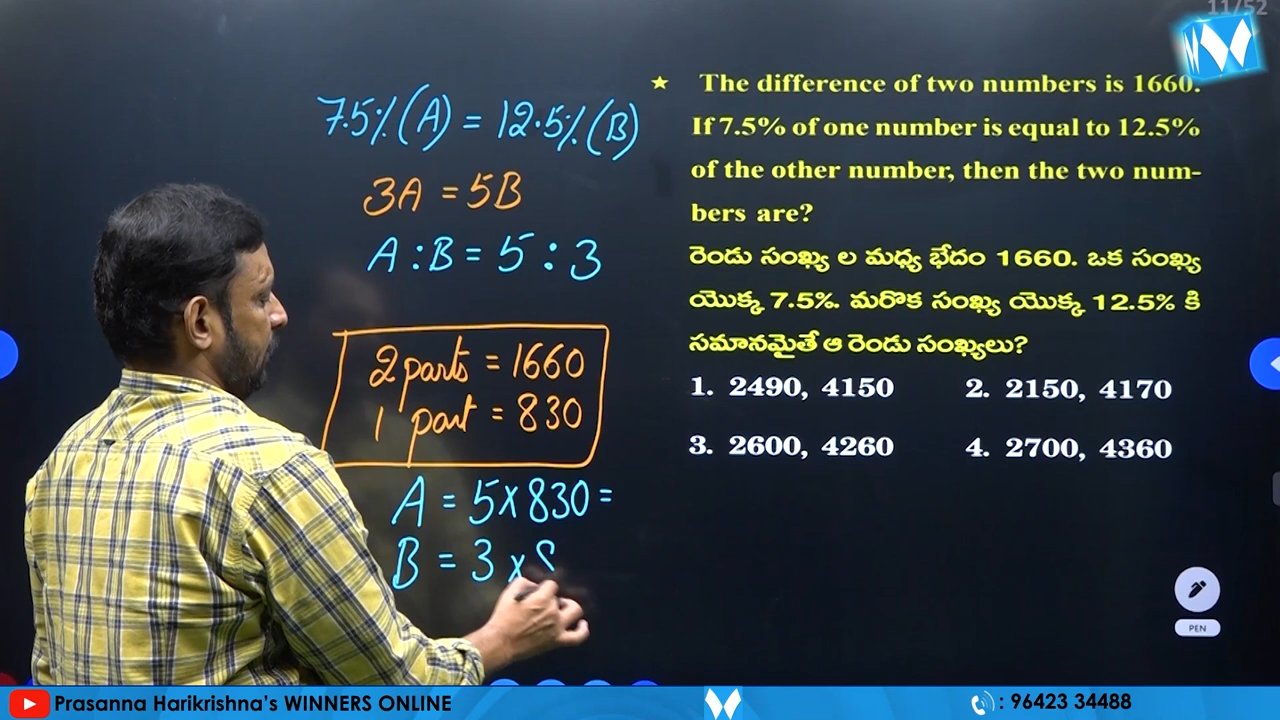 11/52
7.5%(A) = 12.5%(B)
3A = 5B
A : B = 5 : 3
2 parts = 1660
1 part = 830
A = 5 x 830 =
B = 3 x 8
★ The difference of two numbers is 1660.
If 7.5% of one number is equal to 12.5%
of the other number, then the two num-
bers are?
రెండు సంఖ్య ల మధ్య భేదం 1660. ఒక సంఖ్య
యొక్క 7.5%. మరొక సంఖ్య యొక్క 12.5% కి
సమానమైతే ఆ రెండు సంఖ్యలు?
1. 2490, 4150 2. 2150, 4170
3. 2600, 4260 4. 2700, 4360
PEN
Prasanna Harikrishna's WINNERS ONLINE
: 96423 34488